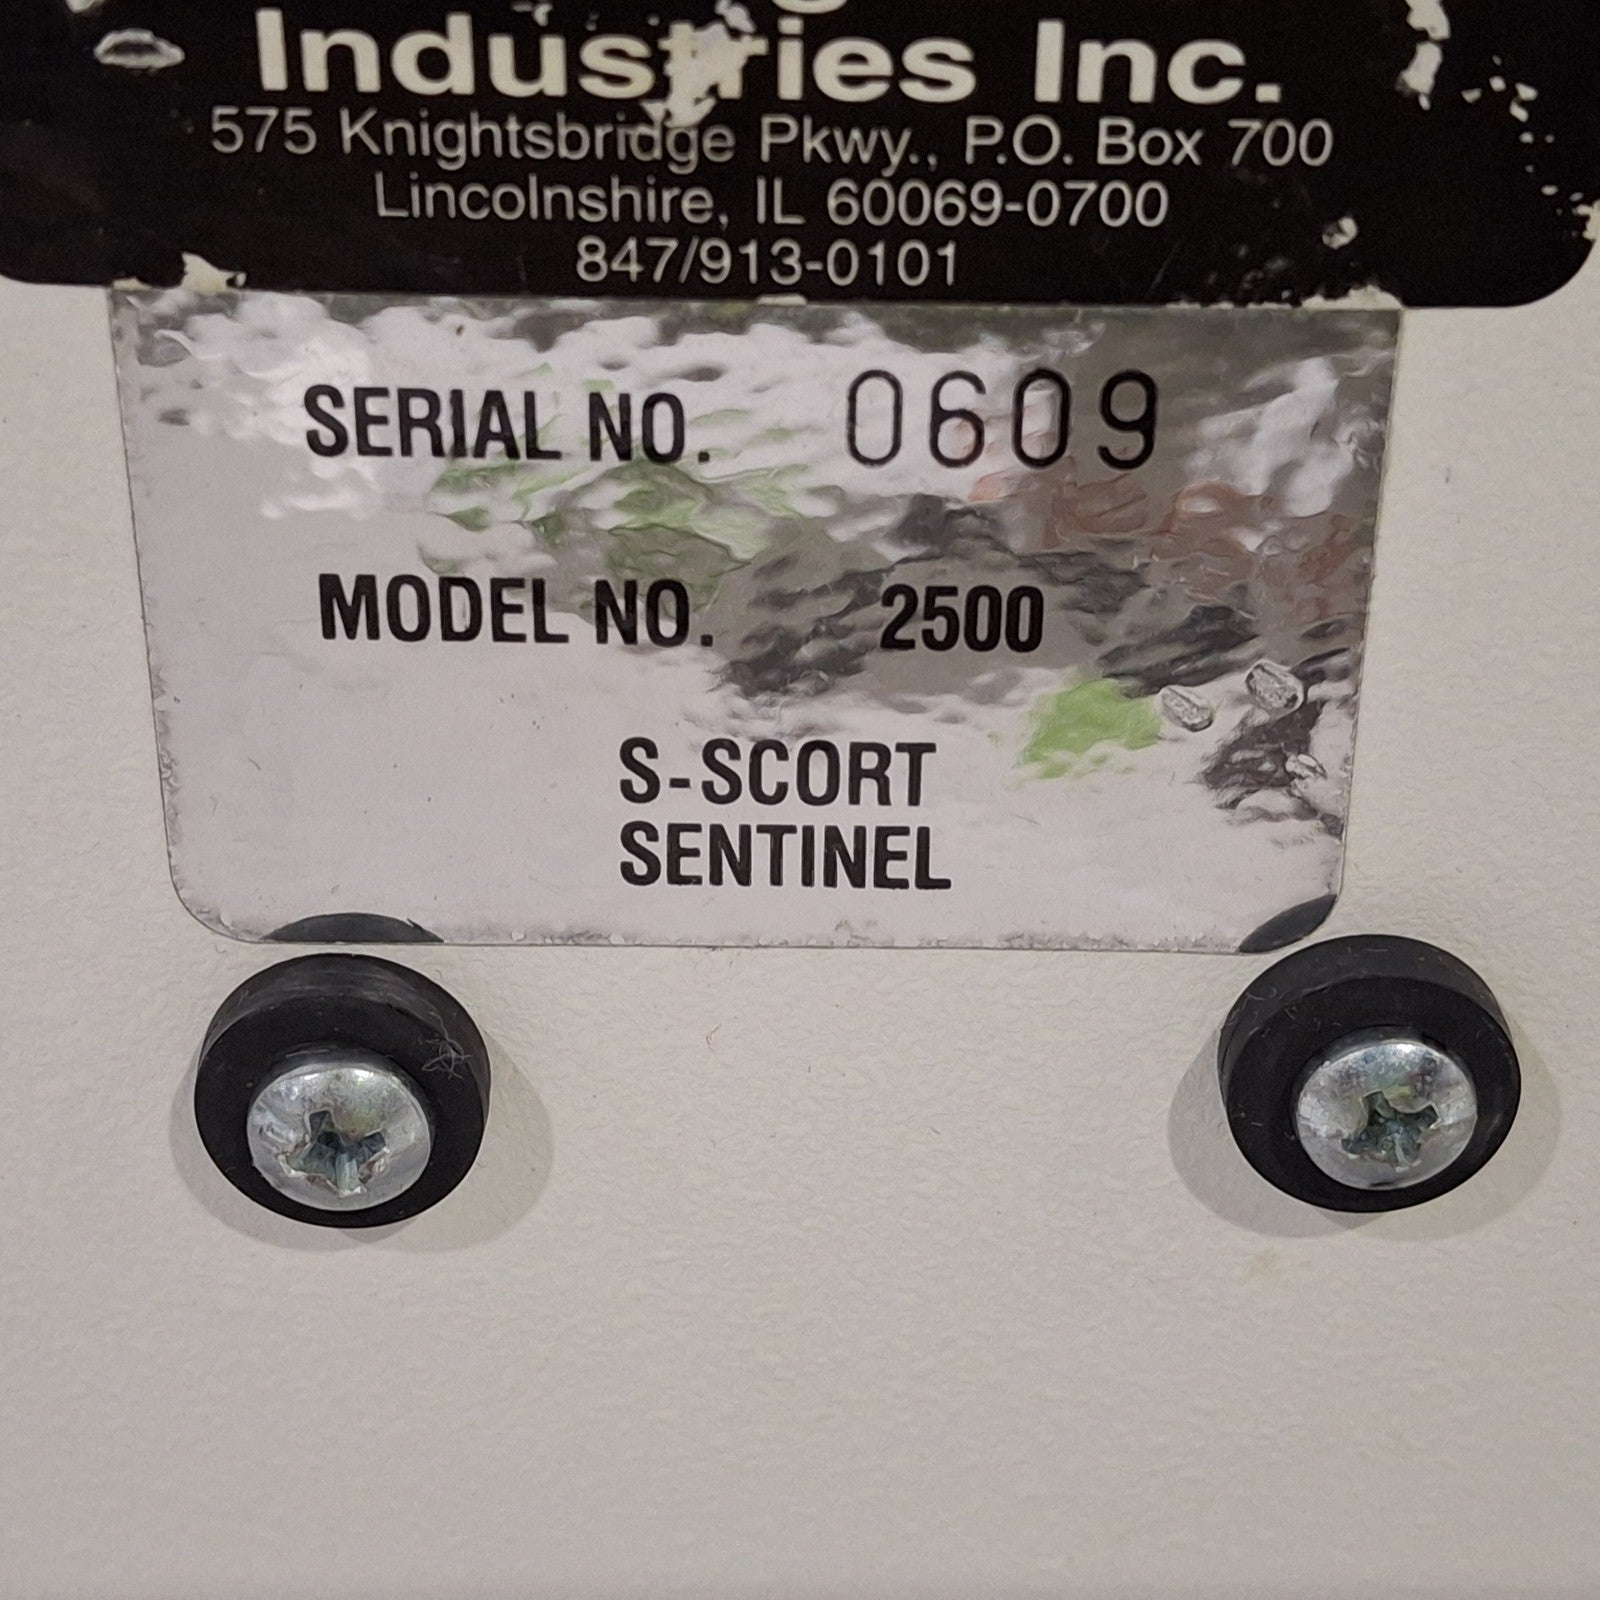 Industries Inc.
575 Knightsbridge Pkwy., P.O. Box 700
Lincolnshire, IL 60069-0700
847/913-0101
SERIAL NO. 0609
MODEL NO. 2500
S-SCORT
SENTINEL